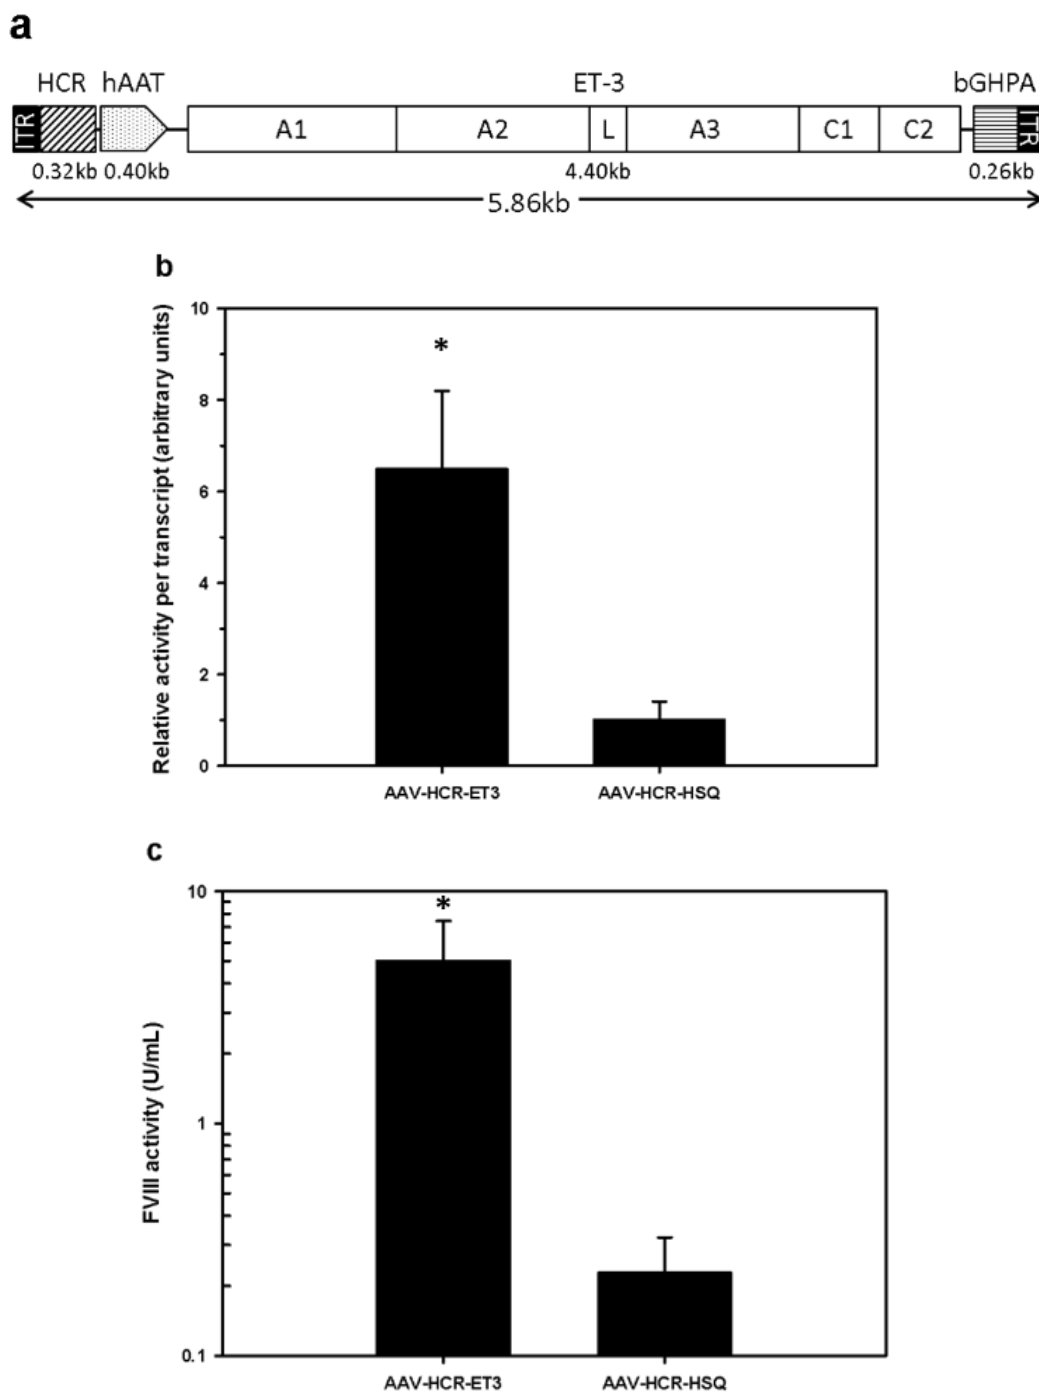 a
HCR hAAT ET-3 bGHPA
ITR A1 A2 L A3 C1 C2 ITR
0.32kb 0.40kb 4.40kb 0.26kb
5.86kb
b
Relative activity per transcript (arbitrary units)
10
8
6
4
2
0
*
AAV-HCR-ET3 AAV-HCR-HSQ
c
FVIII activity (U/mL)
10
1
0.1
*
AAV-HCR-ET3 AAV-HCR-HSQ